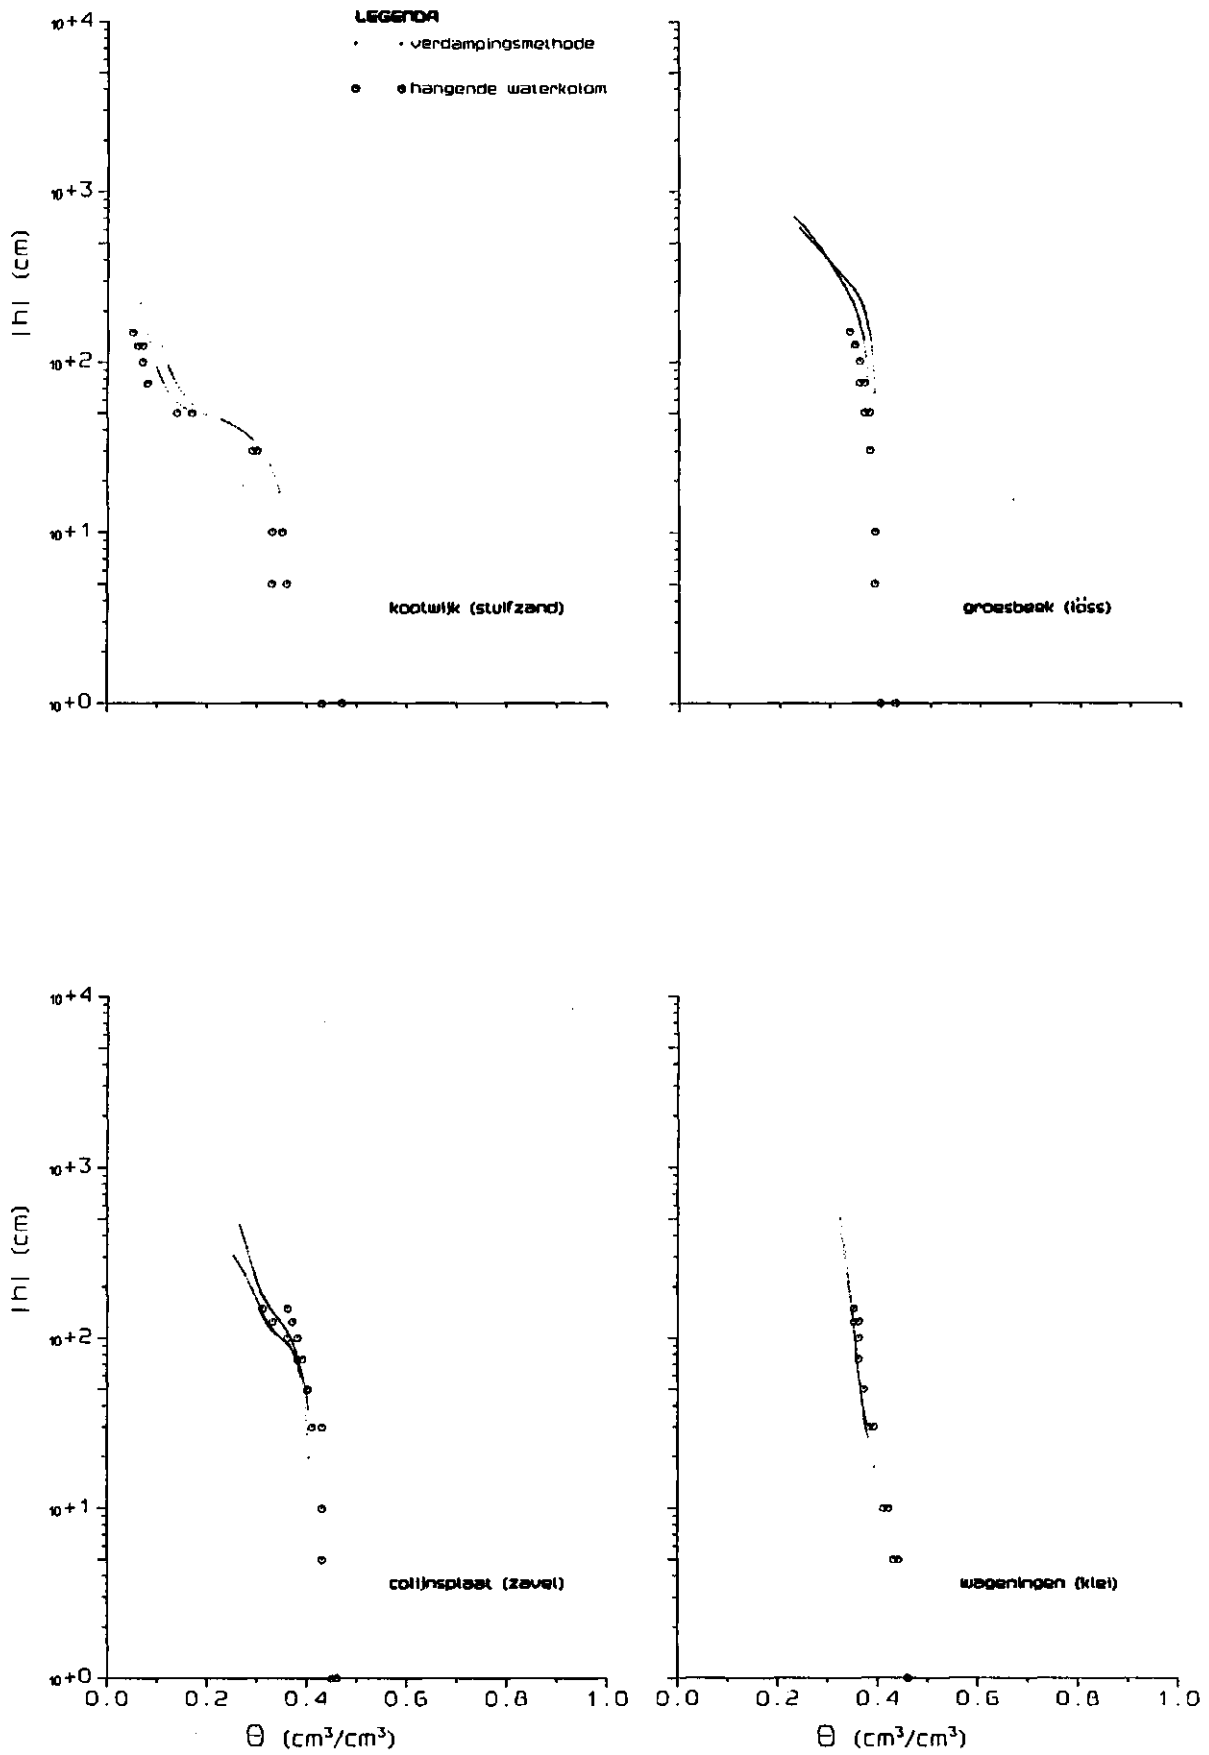 LEGENDA
verdampingsmethode
hangende waterkolom
10+4
10+3
10+2
10+1
10+0
|h| (cm)
kootwijk (stuifzand)
groesbeek (löss)
10+4
10+3
10+2
10+1
10+0
|h| (cm)
collijnsplaat (zavel)
wageningen (klei)
0.0 0.2 0.4 0.6 0.8 1.0
0.0 0.2 0.4 0.6 0.8 1.0
θ (cm³/cm³)
θ (cm³/cm³)